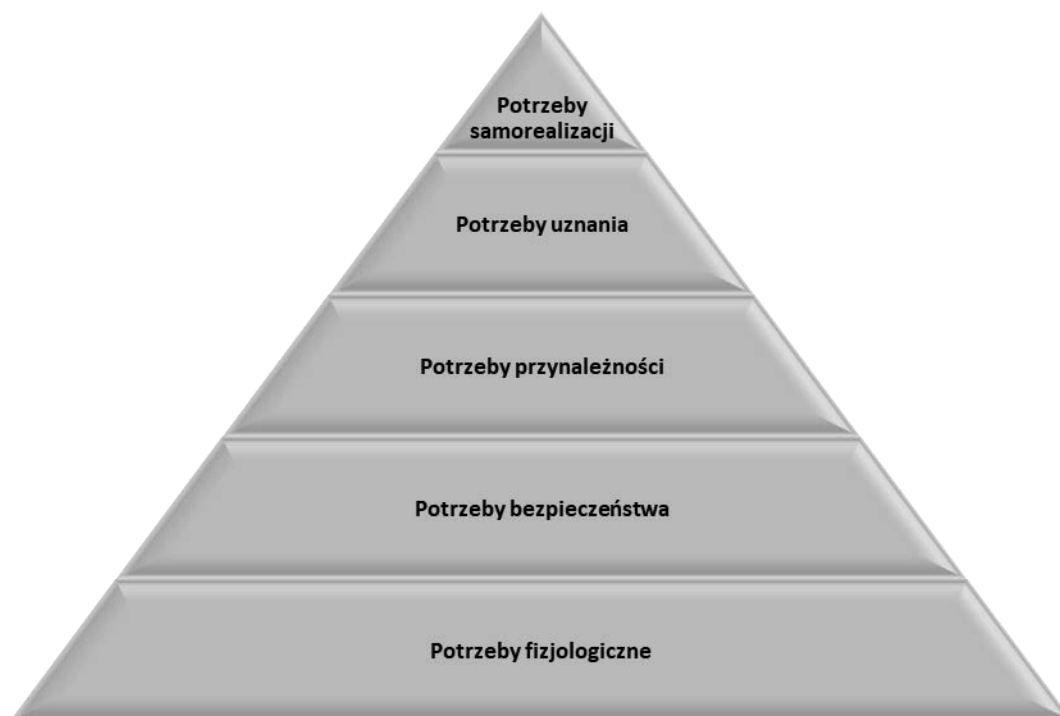 Potrzeby
samorealizacji
Potrzeby uznania
Potrzeby przynależności
Potrzeby bezpieczeństwa
Potrzeby fizjologiczne